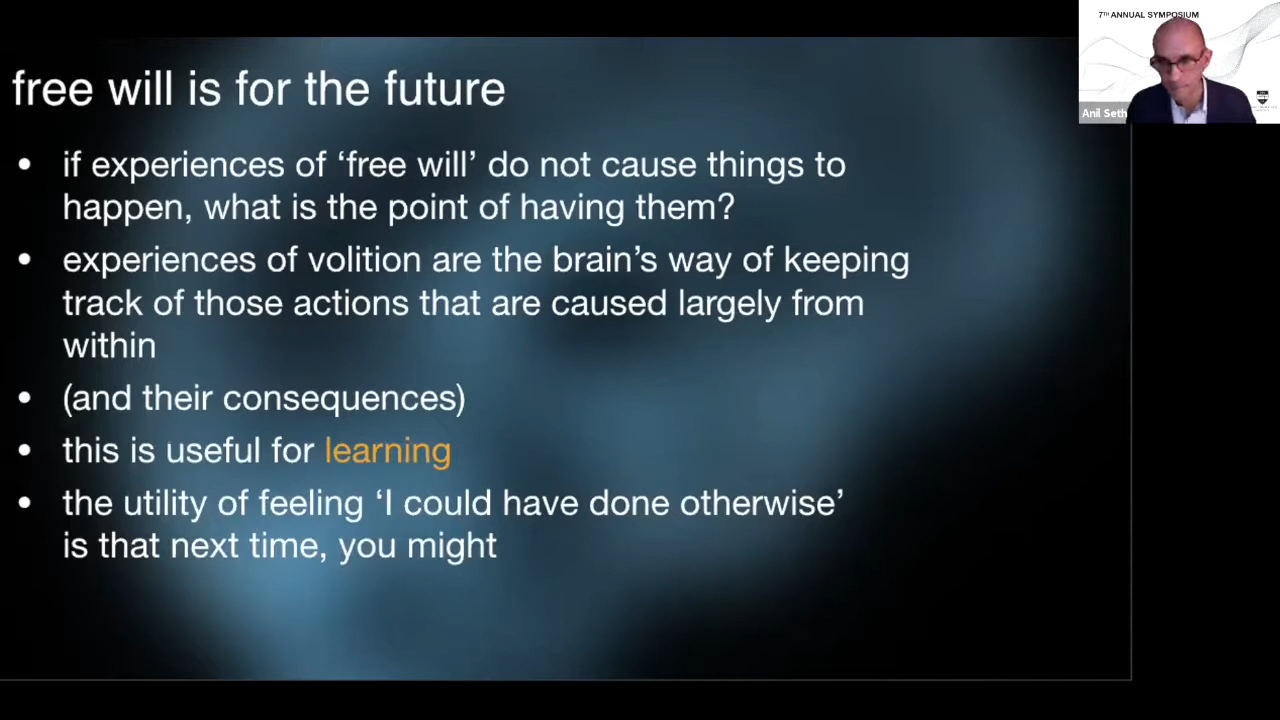 7TH ANNUAL SYMPOSIUM
Anil Seth
free will is for the future
• if experiences of ‘free will’ do not cause things to
happen, what is the point of having them?
• experiences of volition are the brain’s way of keeping
track of those actions that are caused largely from
within
• (and their consequences)
• this is useful for learning
• the utility of feeling ‘I could have done otherwise’
is that next time, you might